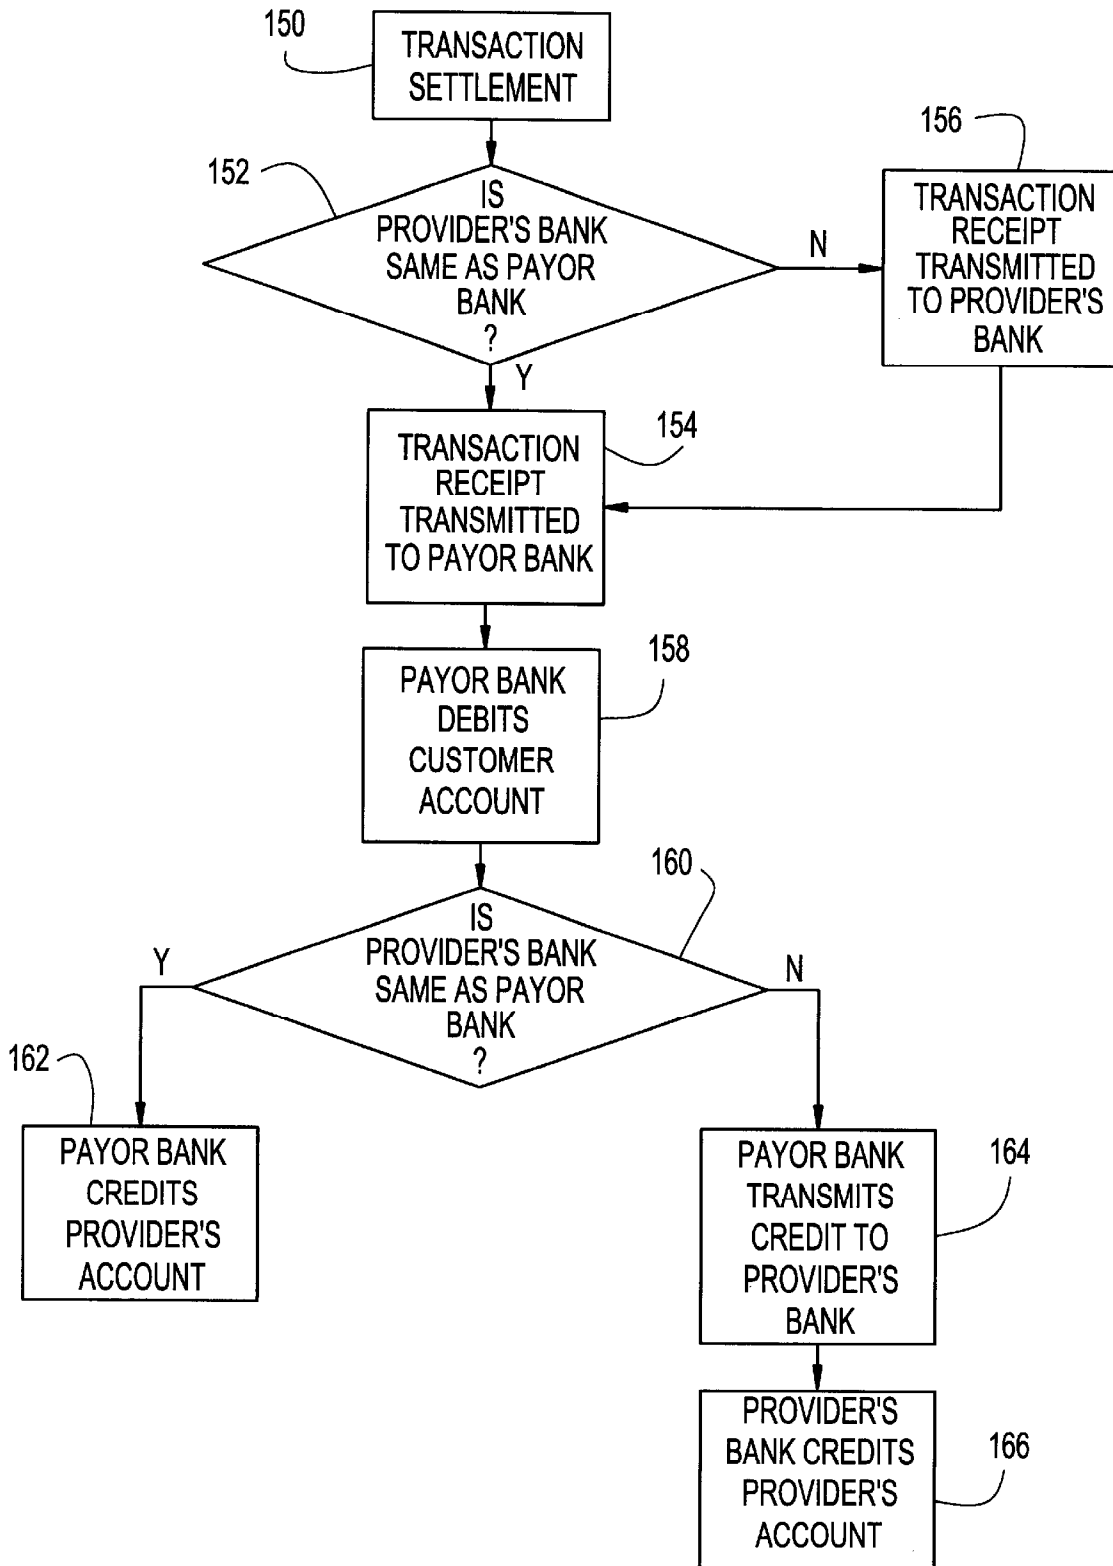 150
TRANSACTION
SETTLEMENT
152
IS
PROVIDER'S BANK
SAME AS PAYOR
BANK
?
N
Y
156
TRANSACTION
RECEIPT
TRANSMITTED
TO PROVIDER'S
BANK
154
TRANSACTION
RECEIPT
TRANSMITTED
TO PAYOR BANK
158
PAYOR BANK
DEBITS
CUSTOMER
ACCOUNT
160
IS
PROVIDER'S BANK
SAME AS PAYOR
BANK
?
Y
N
162
PAYOR BANK
CREDITS
PROVIDER'S
ACCOUNT
164
PAYOR BANK
TRANSMITS
CREDIT TO
PROVIDER'S
BANK
166
PROVIDER'S
BANK CREDITS
PROVIDER'S
ACCOUNT